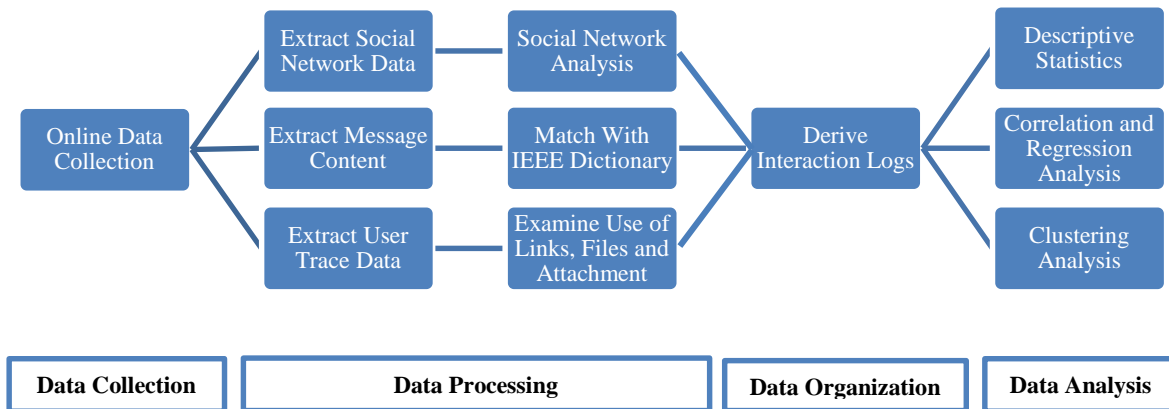 Online Data
Collection
Extract Social
Network Data
Extract Message
Content
Extract User
Trace Data
Social Network
Analysis
Match With
IEEE Dictionary
Examine Use of
Links, Files and
Attachment
Derive
Interaction Logs
Descriptive
Statistics
Correlation and
Regression
Analysis
Clustering
Analysis
Data Collection
Data Processing
Data Organization
Data Analysis